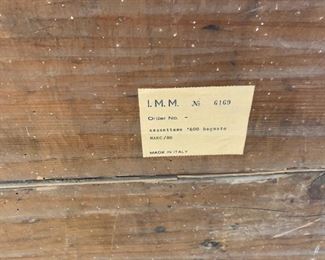 I.M.M. № 6169
Order No. -
cassettone '600 bagnato
MARC/80
MADE IN ITALY